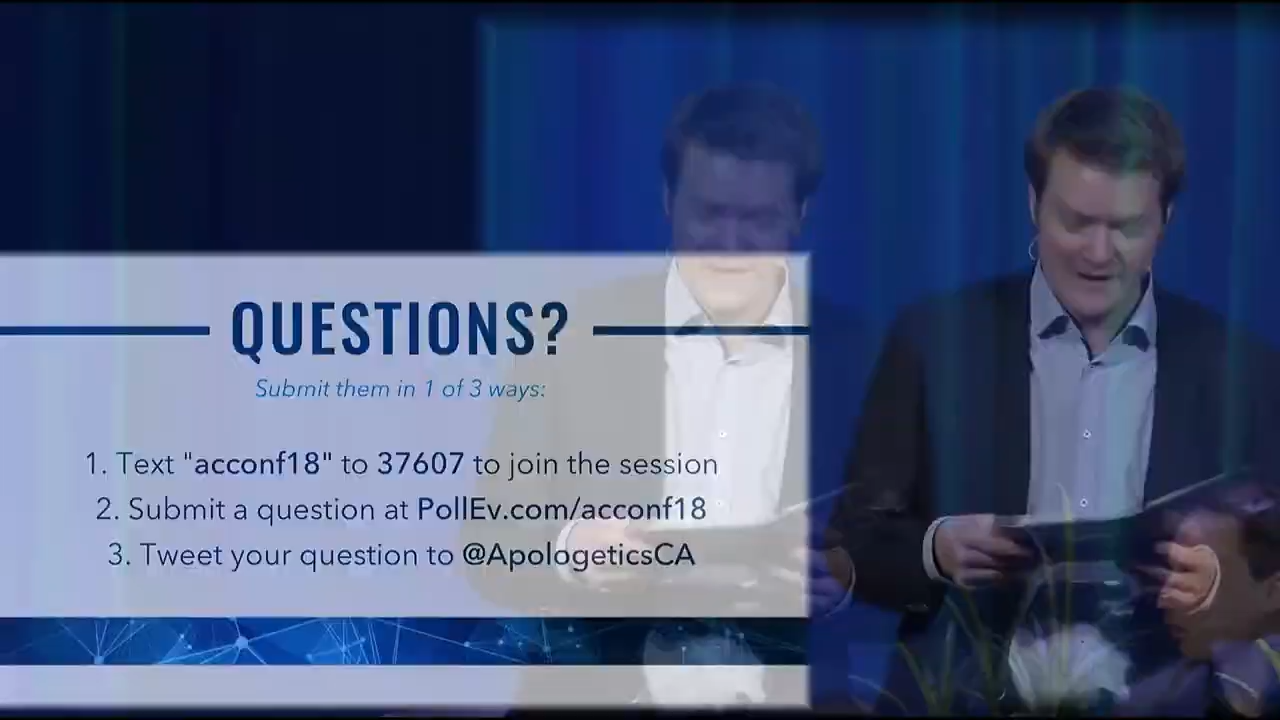 QUESTIONS?
Submit them in 1 of 3 ways:
1. Text "acconf18" to 37607 to join the session
2. Submit a question at PollEv.com/acconf18
3. Tweet your question to @ApologeticsCA